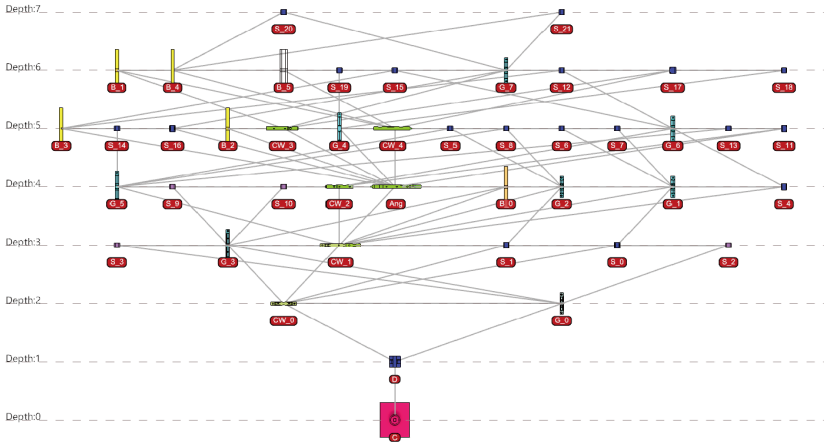 Depth:7
S_20 S_21
Depth:6
B_1 B_4 B_5 S_19 S_15 G_7 S_12 S_17 S_18
Depth:5
B_3 S_14 S_16 B_2 CW_3 G_4 CW_4 S_5 S_8 S_6 S_7 G_6 S_13 S_11
Depth:4
G_5 S_9 S_10 CW_2 Ang B_0 G_2 G_1 S_4
Depth:3
S_3 G_3 CW_1 S_1 S_0 S_2
Depth:2
CW_0 G_0
Depth:1
D
Depth:0
C